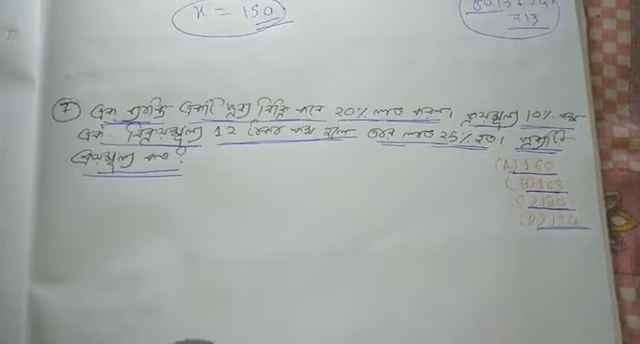 x = 150
713
7 এক ব্যক্তি একটি দ্রব্য বিক্রি করে 20% লাভ করল। ক্রয়মূল্য 10% কম
এবং বিক্রয়মূল্য 12 টাকা কম হলে তার লাভ 25% হত। দ্রব্যটির
ক্রয়মূল্য কত?
(A) 160
(B) 165
(C) 180
(D) 150